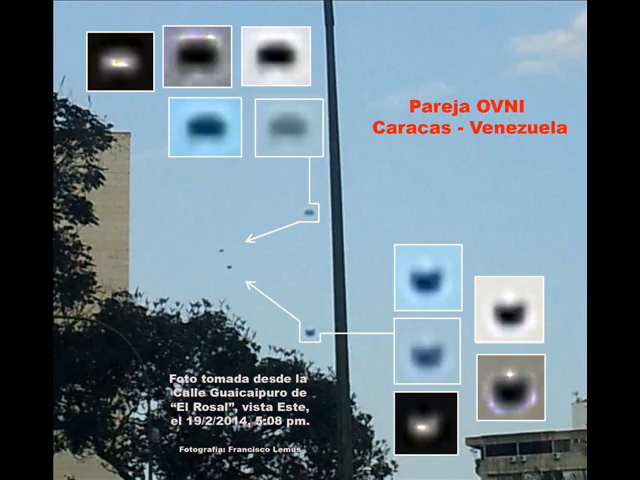 Pareja OVNI
Caracas - Venezuela
Foto tomada desde la
Calle Guaicaipuro de
“El Rosal”, vista Este,
el 19/2/2014. 5:08 pm.
Fotografía: Francisco Lemus